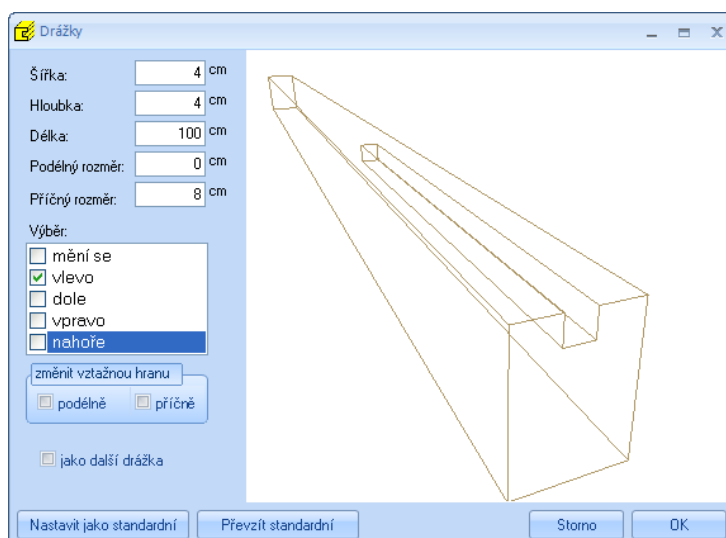 Drážky
Šířka: 4 cm
Hloubka: 4 cm
Délka: 100 cm
Podélný rozměr: 0 cm
Příčný rozměr: 8 cm
Výběr:
mění se
vlevo
dole
vpravo
nahoře
změnit vztažnou hranu
podélně příčně
jako další drážka
Nastavit jako standardní Převzít standardní Storno OK